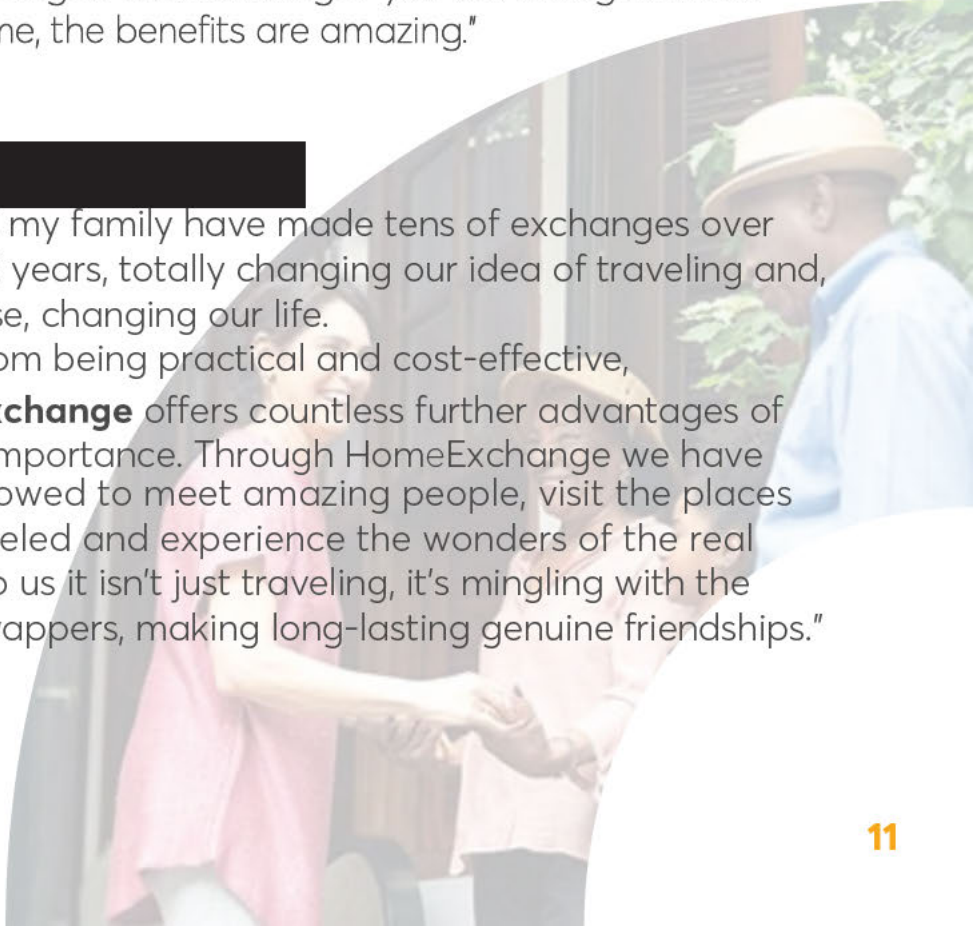 me, the benefits are amazing."
my family have made tens of exchanges over
years, totally changing our idea of traveling and,
se, changing our life.
om being practical and cost-effective,
xchange offers countless further advantages of
mportance. Through HomeExchange we have
owed to meet amazing people, visit the places
eled and experience the wonders of the real
o us it isn't just traveling, it's mingling with the
rappers, making long-lasting genuine friendships."
11